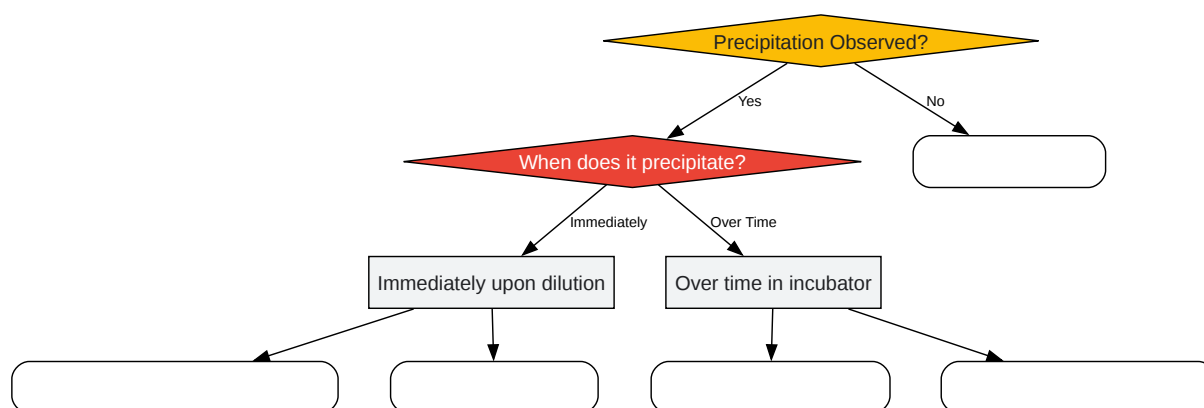 Precipitation Observed?
Yes
No
When does it precipitate?
Immediately
Over Time
Immediately upon dilution
Over time in incubator